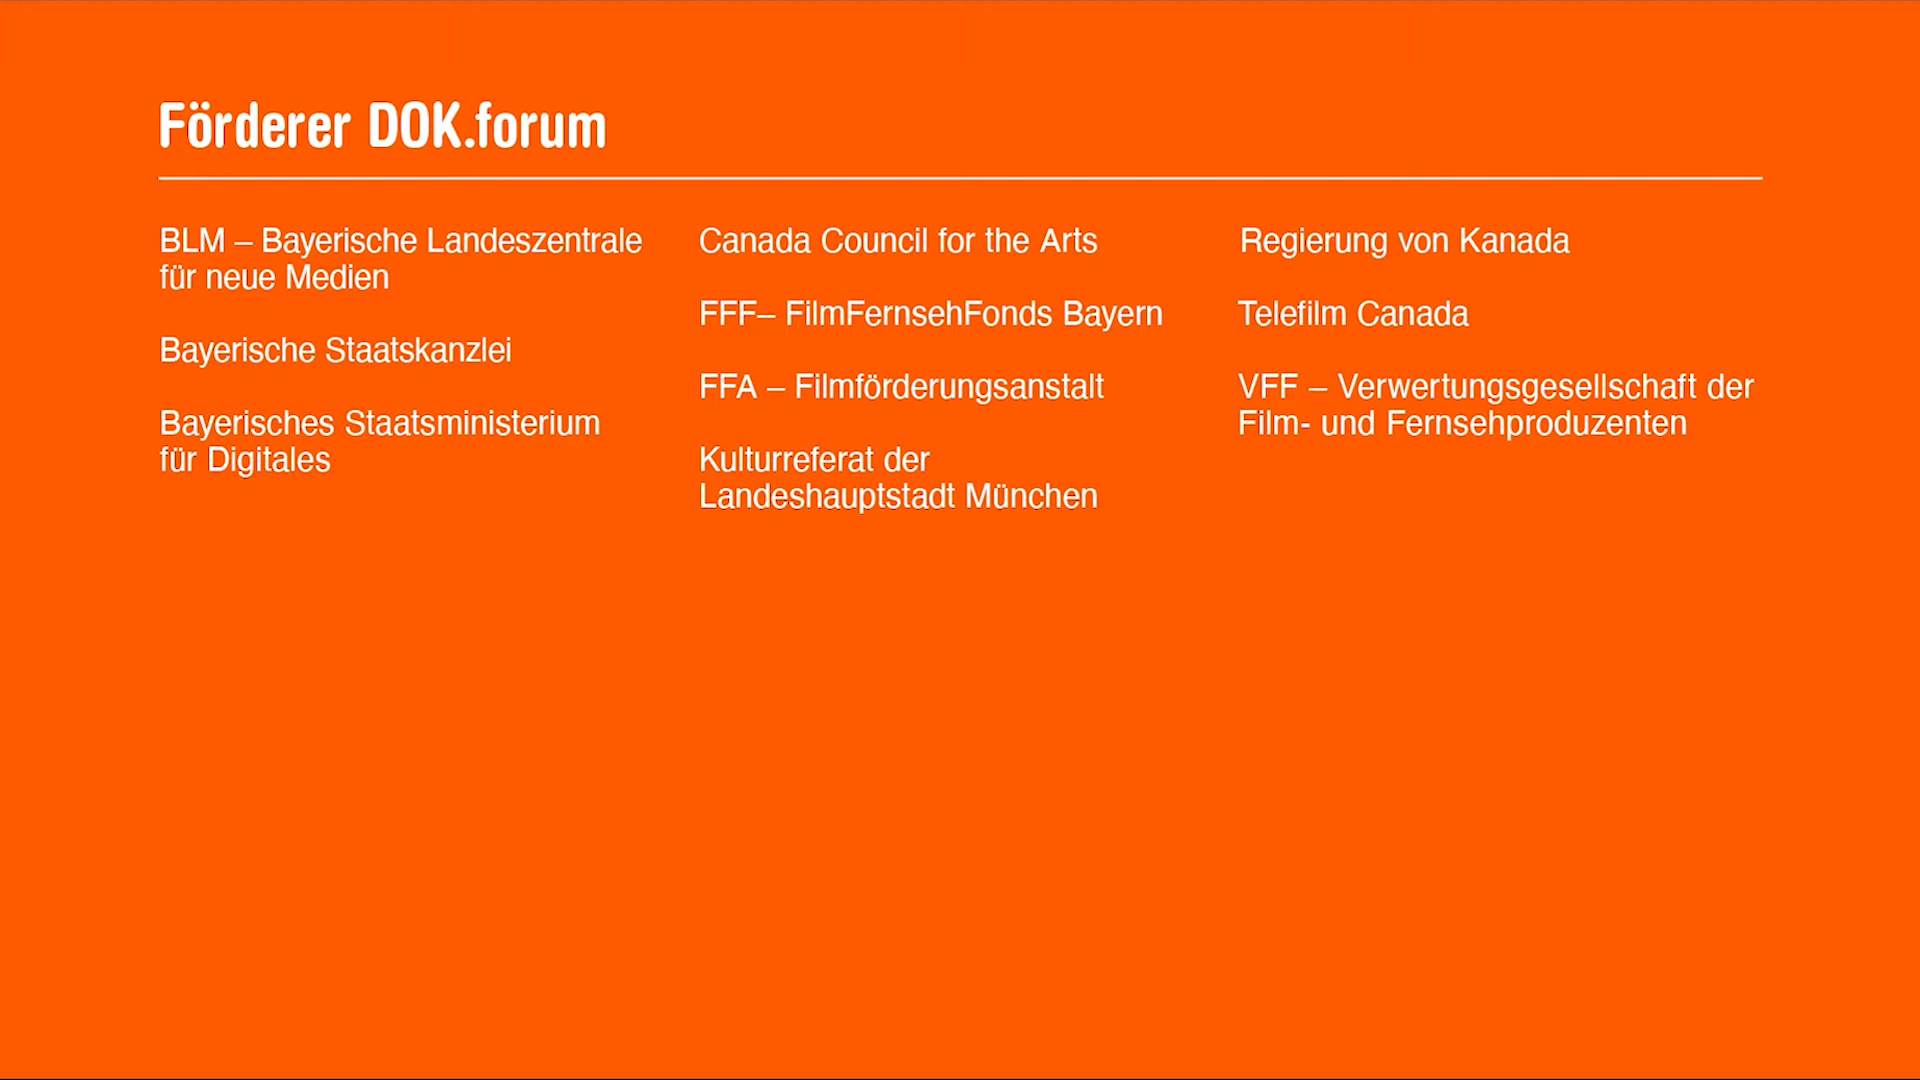 Förderer DOK.forum
BLM – Bayerische Landeszentrale
für neue Medien
Bayerische Staatskanzlei
Bayerisches Staatsministerium
für Digitales
Canada Council for the Arts
FFF– FilmFernsehFonds Bayern
FFA – Filmförderungsanstalt
Kulturreferat der
Landeshauptstadt München
Regierung von Kanada
Telefilm Canada
VFF – Verwertungsgesellschaft der
Film- und Fernsehproduzenten